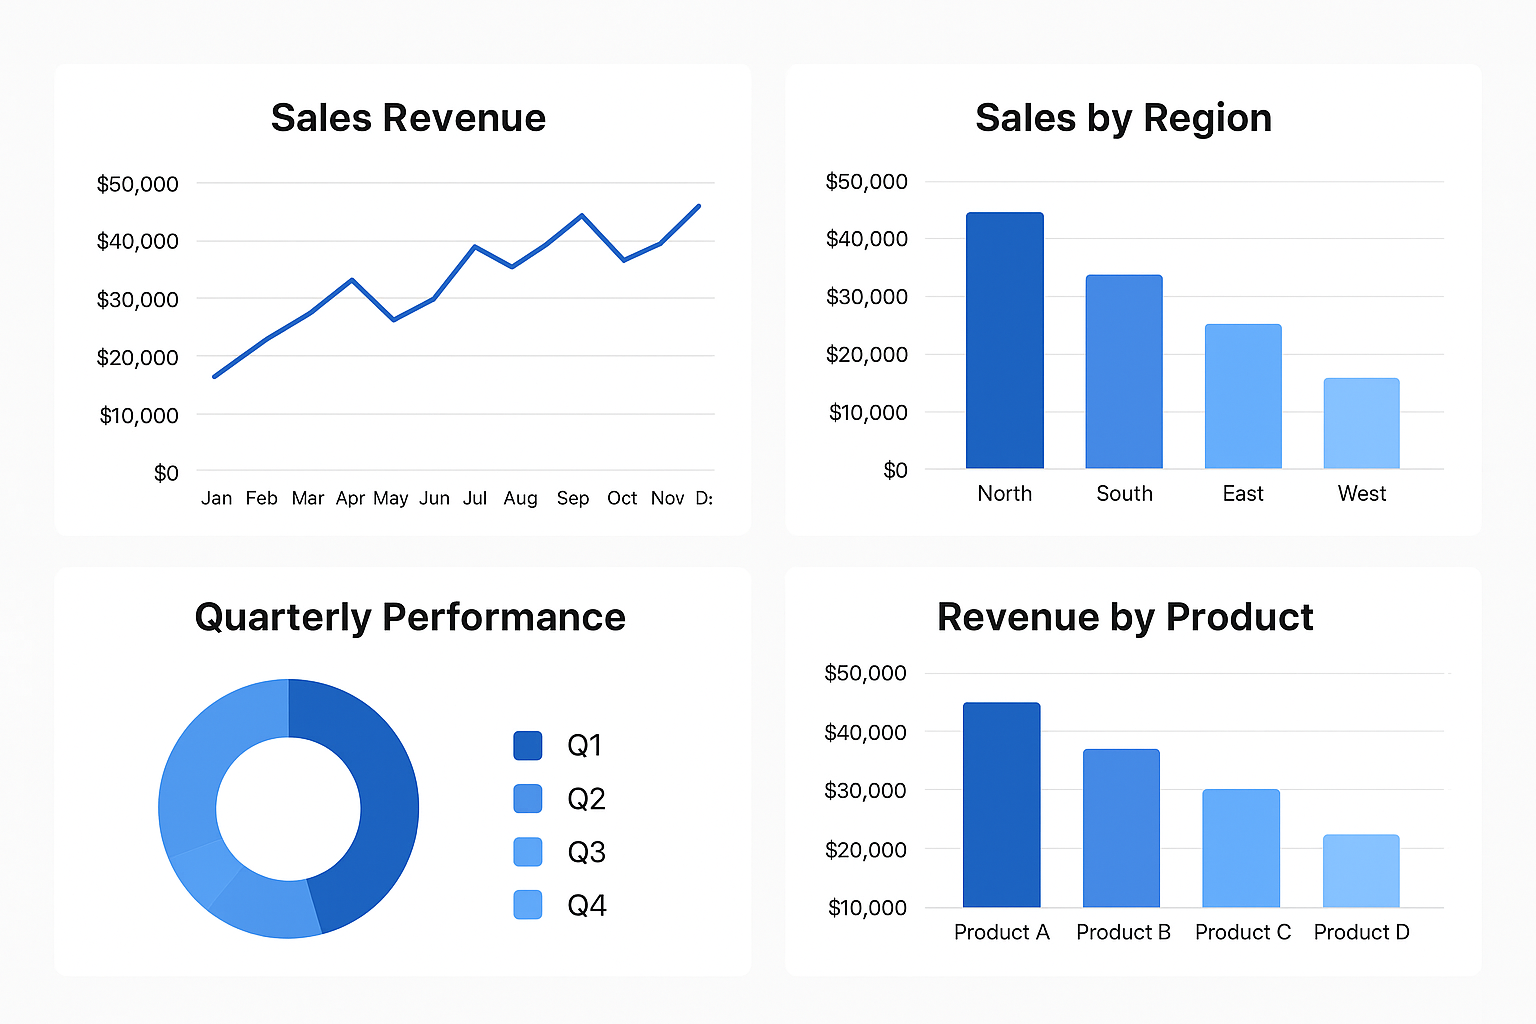 Sales Revenue
$50,000
$40,000
$30,000
$20,000
$10,000
$0
Jan Feb Mar Apr May Jun Jul Aug Sep Oct Nov D:
Sales by Region
$50,000
$40,000
$30,000
$20,000
$10,000
$0
North South East West
Quarterly Performance
Q1
Q2
Q3
Q4
Revenue by Product
$50,000
$40,000
$30,000
$20,000
$10,000
Product A Product B Product C Product D